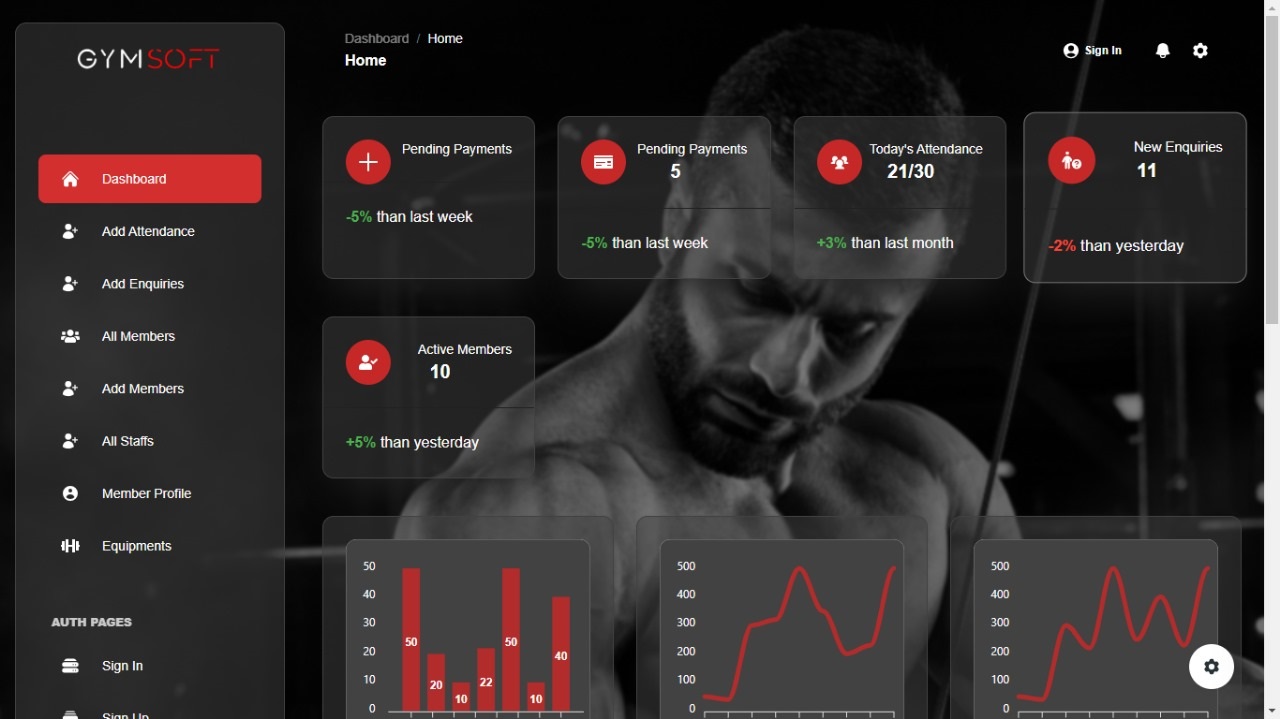 GYMSOFT
Dashboard / Home
Home
Sign In
Dashboard
Add Attendance
Add Enquiries
All Members
Add Members
All Staffs
Member Profile
Equipments
AUTH PAGES
Sign In
Sign Up
Pending Payments
-5% than last week
Pending Payments
5
-5% than last week
Today's Attendance
21/30
+3% than last month
New Enquiries
11
-2% than yesterday
Active Members
10
+5% than yesterday
50
40
30
20
10
0
50
20
10
22
50
10
40
500
400
300
200
100
0
500
400
300
200
100
0